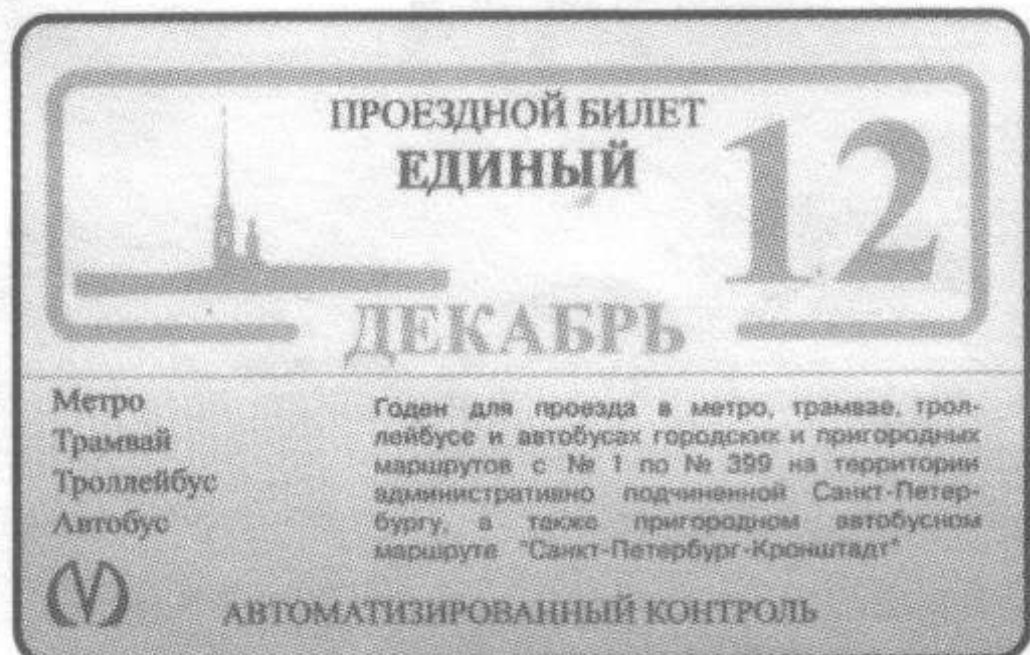 ПРОЕЗДНОЙ БИЛЕТ
ЕДИНЫЙ
12
ДЕКАБРЬ
Метро
Трамвай
Троллейбус
Автобус
Годен для проезда в метро, трамвае, трол-
лейбусе и автобусах городских и пригородных
маршрутов с № 1 по № 399 на территории
административно подчиненной Санкт-Петер-
бургу, а также пригородном автобусном
маршруте "Санкт-Петербург-Кронштадт"
АВТОМАТИЗИРОВАННЫЙ КОНТРОЛЬ